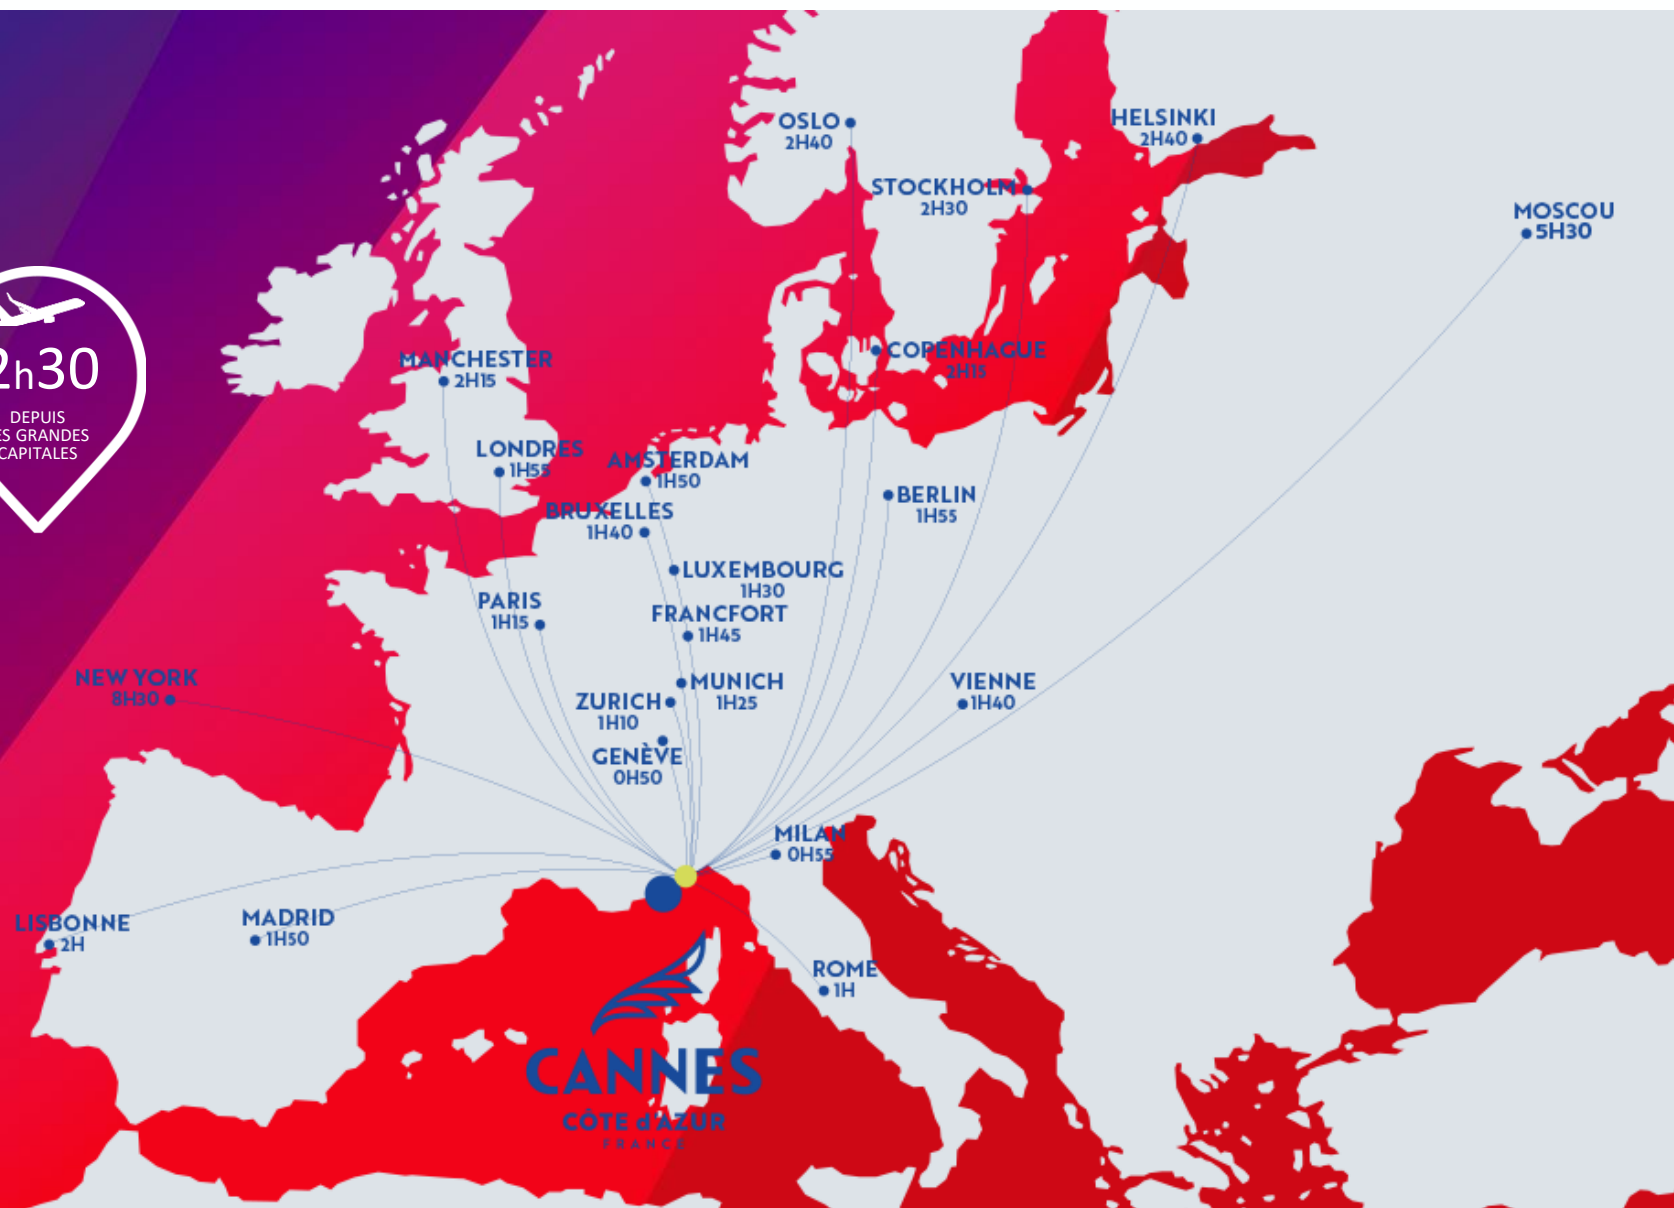 OSLO
2H40
HELSINKI
2H40
STOCKHOLM
2H30
MOSCOU
5H30
2h30
DEPUIS
ES GRANDES
CAPITALES
MANCHESTER
2H15
COPENHAGUE
2H15
LONDRES
1H55
AMSTERDAM
1H50
BERLIN
1H55
BRUXELLES
1H40
LUXEMBOURG
1H30
PARIS
1H15
FRANCFORT
1H45
NEW YORK
8H30
MUNICH
1H25
ZURICH
1H10
VIENNE
1H40
GENÈVE
0H50
MILAN
0H55
LISBONNE
2H
MADRID
1H50
ROME
1H
CANNES
CÔTE d'AZUR
FRANCE